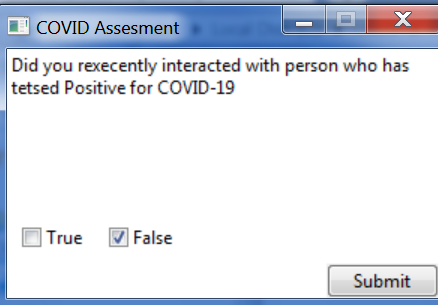 COVID Assesment
Did you rexecently interacted with person who has
tetsed Positive for COVID-19
True
False
Submit